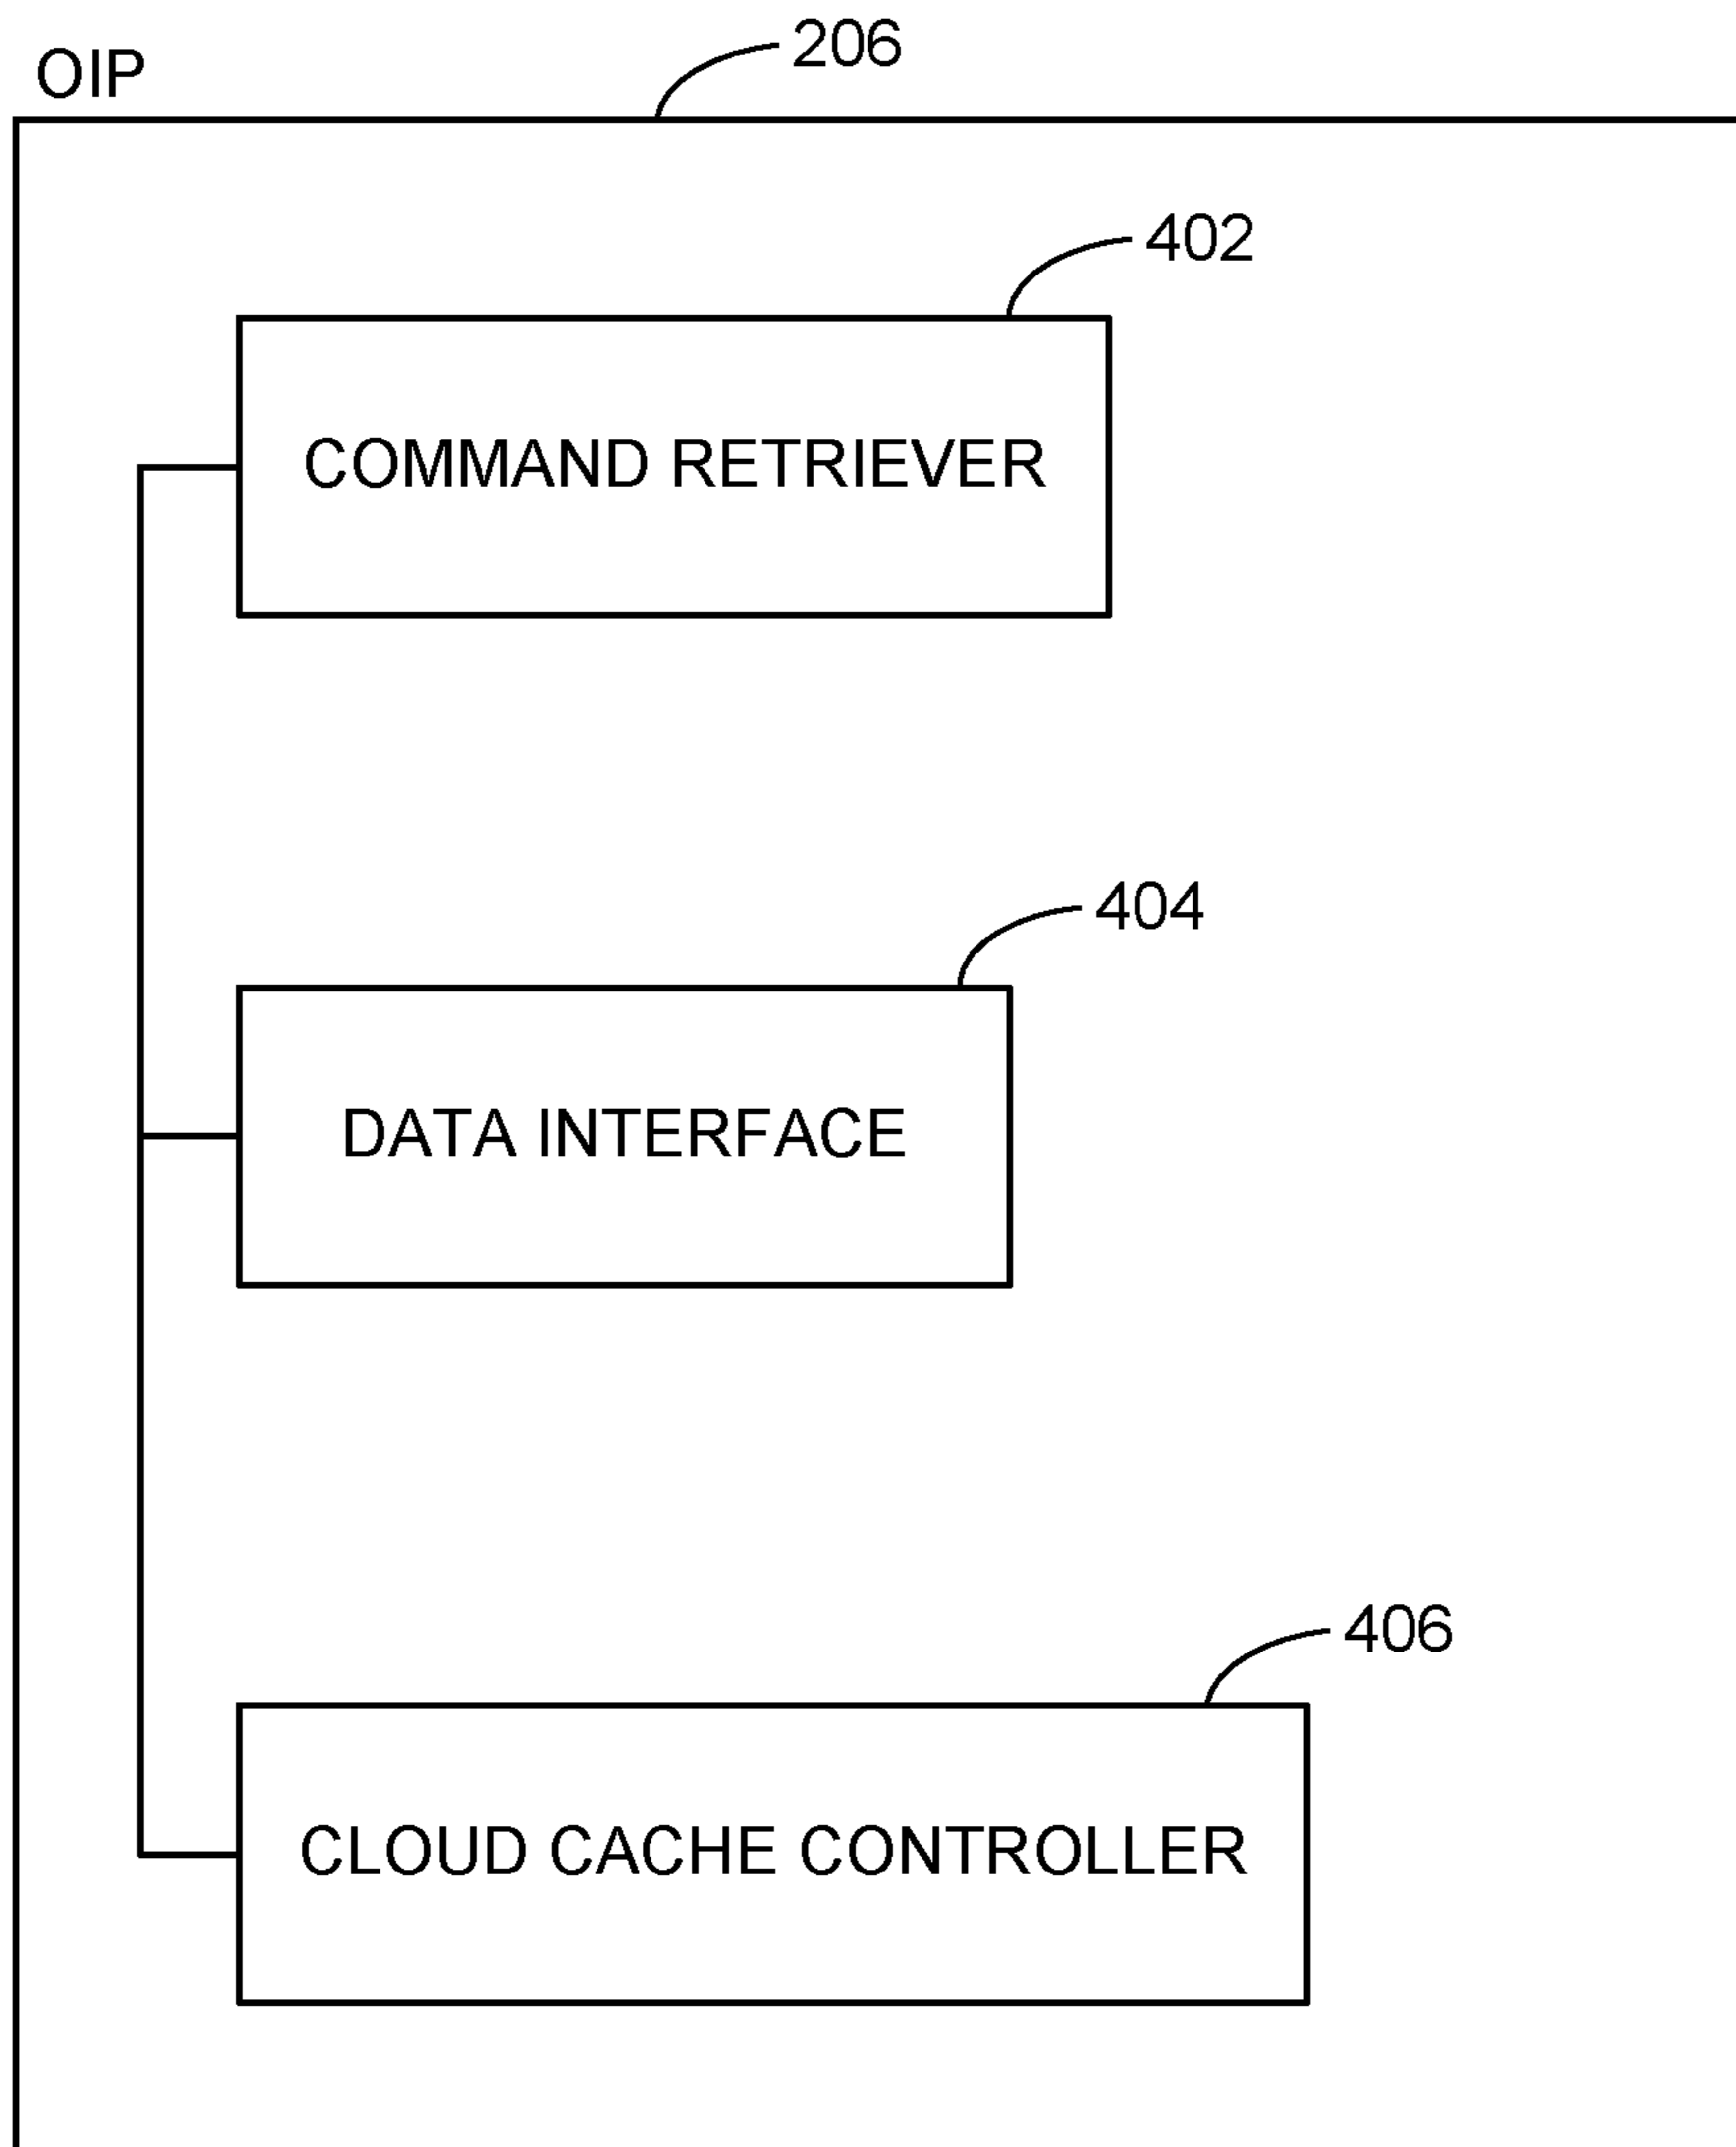 OIP
206
402
COMMAND RETRIEVER
404
DATA INTERFACE
406
CLOUD CACHE CONTROLLER